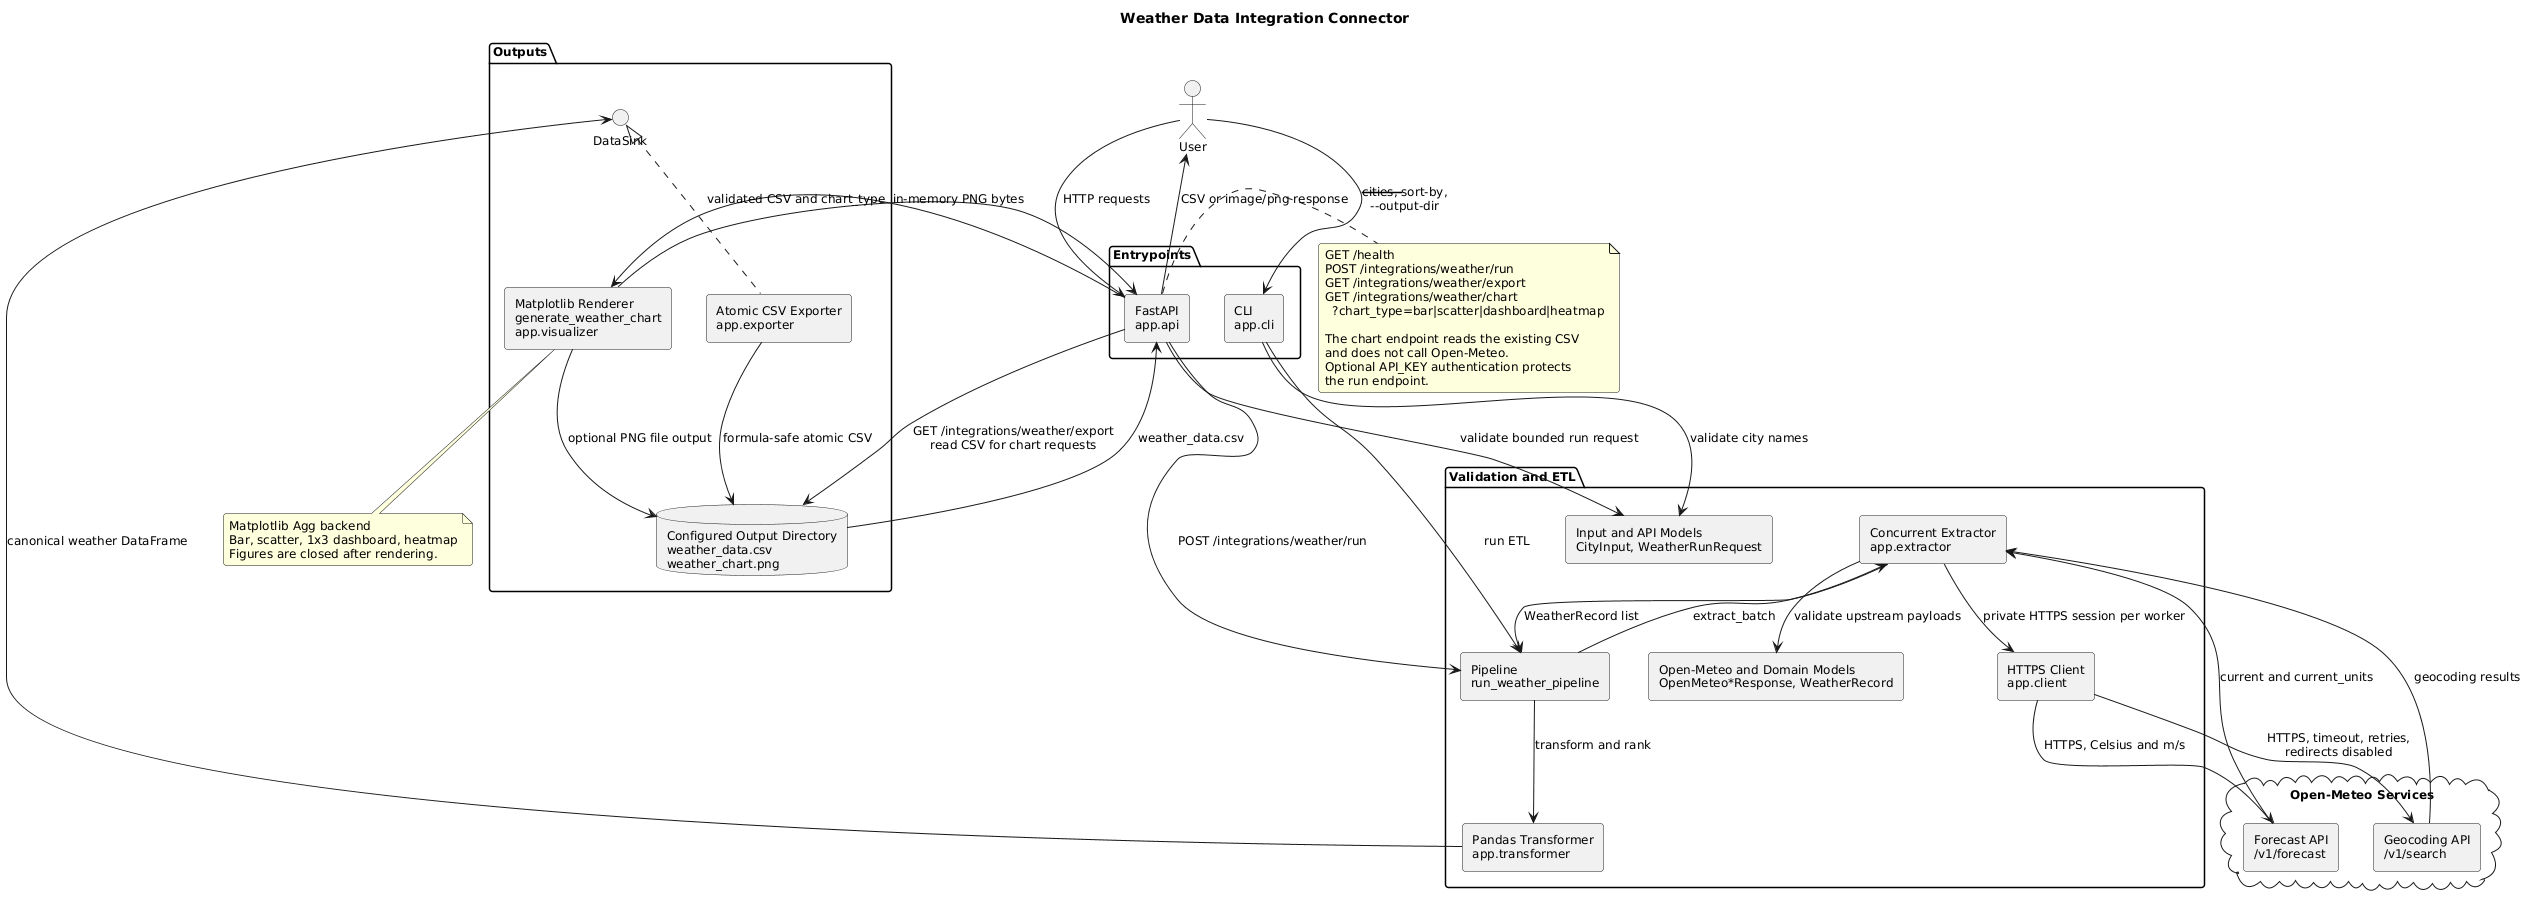 Weather Data Integration Connector
Outputs
DataSink
User
validated CSV and chart type
in-memory PNG bytes
HTTP requests
CSV or image/png response
cities, sort-by,
--output-dir
Entrypoints
FastAPI
app.api
CLI
app.cli
GET /health
POST /integrations/weather/run
GET /integrations/weather/export
GET /integrations/weather/chart
?chart_type=bar|scatter|dashboard|heatmap
The chart endpoint reads the existing CSV
and does not call Open-Meteo.
Optional API_KEY authentication protects
the run endpoint.
Matplotlib Renderer
generate_weather_chart
app.visualizer
Atomic CSV Exporter
app.exporter
optional PNG file output
formula-safe atomic CSV
GET /integrations/weather/export
read CSV for chart requests
weather_data.csv
validate bounded run request
validate city names
Matplotlib Agg backend
Bar, scatter, 1x3 dashboard, heatmap
Figures are closed after rendering.
Configured Output Directory
weather_data.csv
weather_chart.png
canonical weather DataFrame
POST /integrations/weather/run
run ETL
Validation and ETL
Input and API Models
CityInput, WeatherRunRequest
Concurrent Extractor
app.extractor
WeatherRecord list
extract_batch
validate upstream payloads
private HTTPS session per worker
Pipeline
run_weather_pipeline
Open-Meteo and Domain Models
OpenMeteo*Response, WeatherRecord
HTTPS Client
app.client
current and current_units
geocoding results
transform and rank
HTTPS, Celsius and m/s
HTTPS, timeout, retries,
redirects disabled
Pandas Transformer
app.transformer
Open-Meteo Services
Forecast API
/v1/forecast
Geocoding API
/v1/search